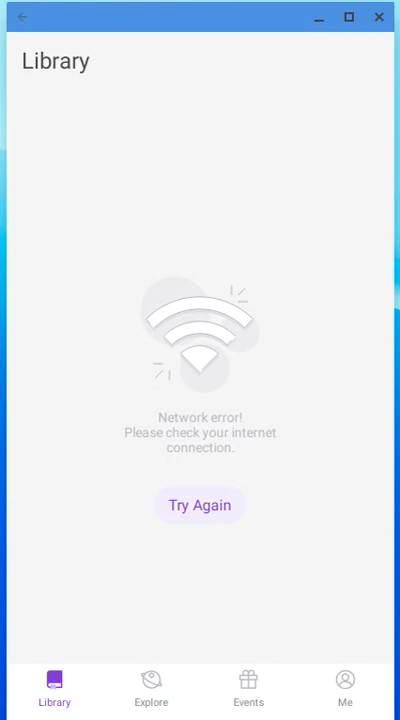 Library
Network error!
Please check your internet
connection.
Try Again
Library
Explore
Events
Me